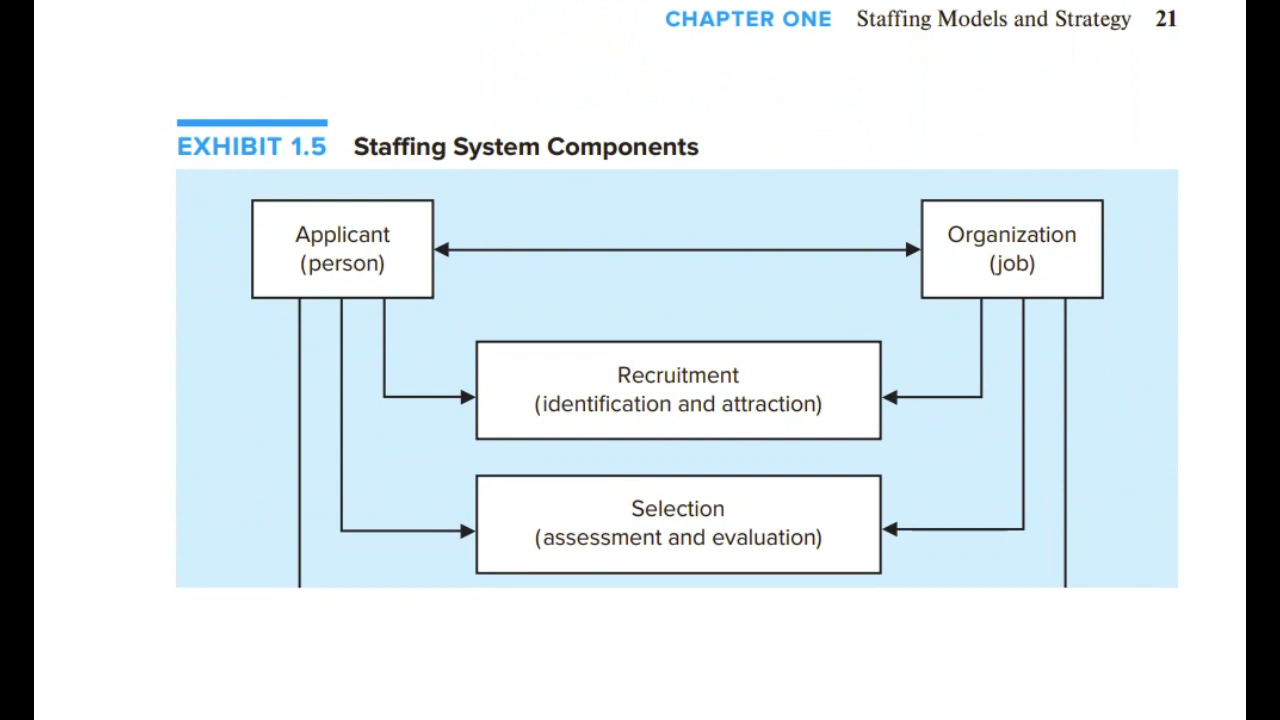 CHAPTER ONE Staffing Models and Strategy 21
EXHIBIT 1.5 Staffing System Components
Applicant
(person)
Organization
(job)
Recruitment
(identification and attraction)
Selection
(assessment and evaluation)